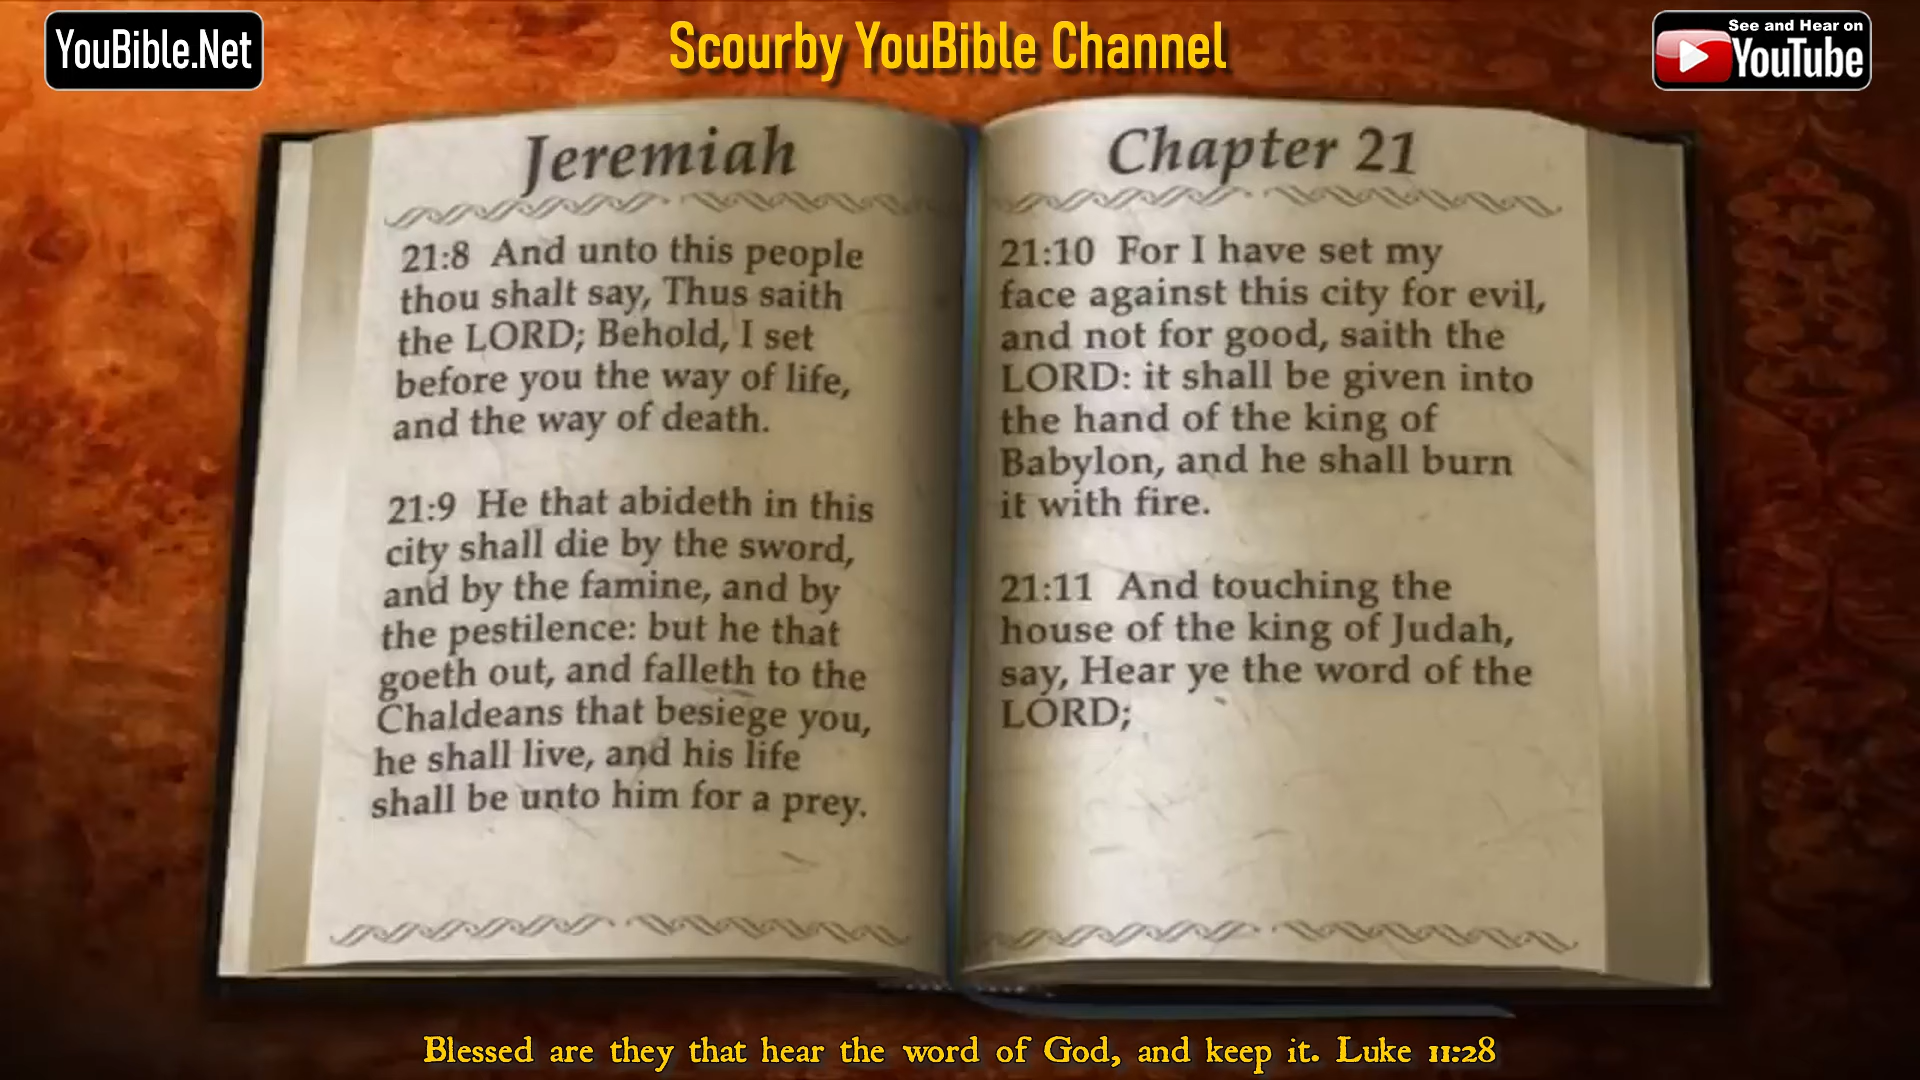 YouBible.Net
Scourby YouBible Channel
See and Hear on
YouTube
Jeremiah
21:8 And unto this people
thou shalt say, Thus saith
the LORD; Behold, I set
before you the way of life,
and the way of death.
21:9 He that abideth in this
city shall die by the sword,
and by the famine, and by
the pestilence: but he that
goeth out, and falleth to the
Chaldeans that besiege you,
he shall live, and his life
shall be unto him for a prey.
Chapter 21
21:10 For I have set my
face against this city for evil,
and not for good, saith the
LORD: it shall be given into
the hand of the king of
Babylon, and he shall burn
it with fire.
21:11 And touching the
house of the king of Judah,
say, Hear ye the word of the
LORD;
Blessed are they that hear the word of God, and keep it. Luke 11:28